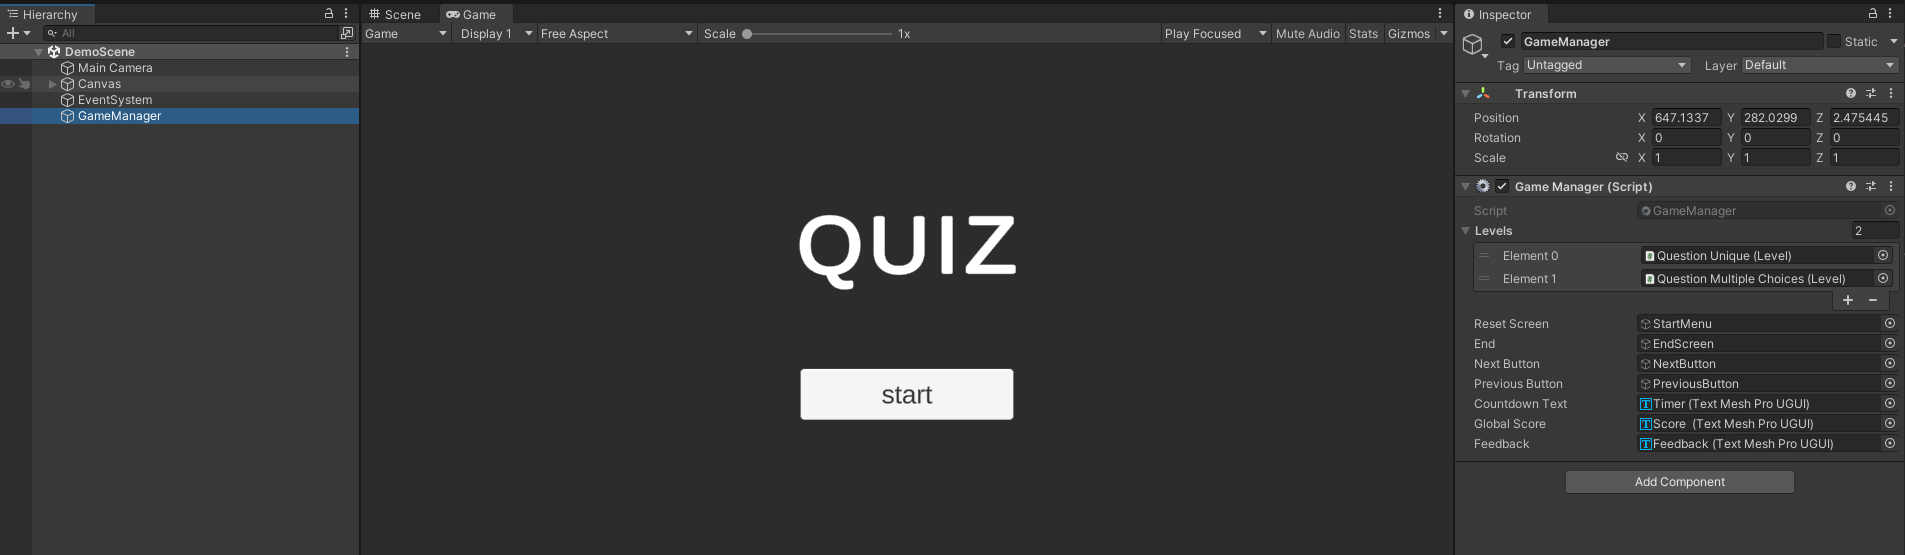 Hierarchy
All
DemoScene
Main Camera
Canvas
EventSystem
GameManager
Scene
Game
Game
Display 1
Free Aspect
Scale
1x
Play Focused
Mute Audio
Stats
Gizmos
QUIZ
start
Inspector
GameManager
Static
Tag
Untagged
Layer
Default
Transform
Position
X 647.1337 Y 282.0299 Z 2.475445
Rotation
X 0 Y 0 Z 0
Scale
X 1 Y 1 Z 1
Game Manager (Script)
Script
GameManager
Levels
2
Element 0
Question Unique (Level)
Element 1
Question Multiple Choices (Level)
Reset Screen
StartMenu
End
EndScreen
Next Button
NextButton
Previous Button
PreviousButton
Countdown Text
Timer (Text Mesh Pro UGUI)
Global Score
Score (Text Mesh Pro UGUI)
Feedback
Feedback (Text Mesh Pro UGUI)
Add Component